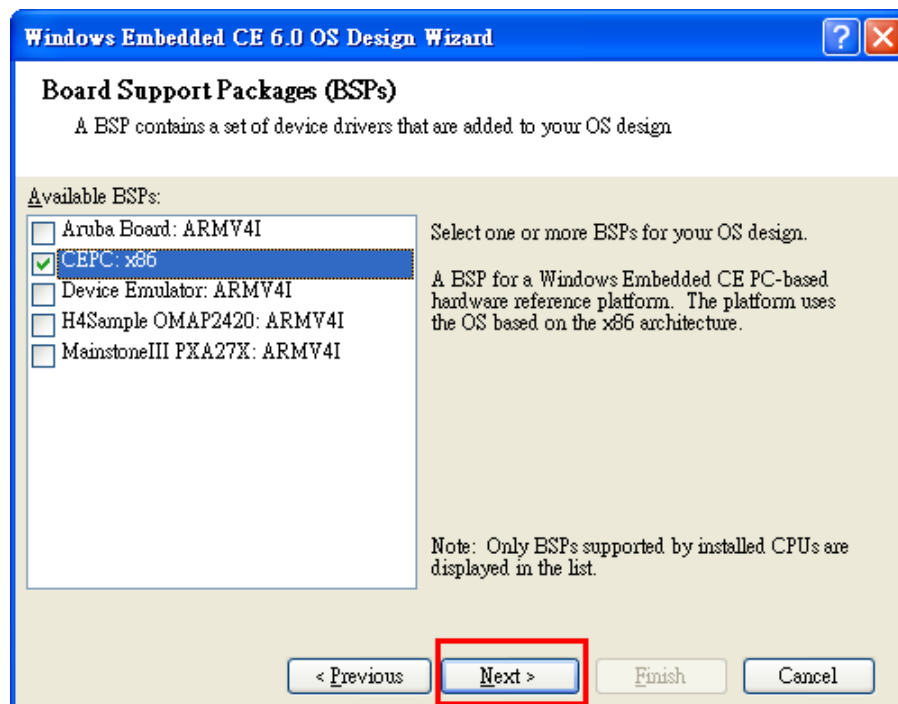 Windows Embedded CE 6.0 OS Design Wizard
Board Support Packages (BSPs)
A BSP contains a set of device drivers that are added to your OS design
Available BSPs:
Aruba Board: ARMV4I
CEPC: x86
Device Emulator: ARMV4I
H4Sample OMAP2420: ARMV4I
MainstoneIII PXA27X: ARMV4I
Select one or more BSPs for your OS design.
A BSP for a Windows Embedded CE PC-based
hardware reference platform. The platform uses
the OS based on the x86 architecture.
Note: Only BSPs supported by installed CPUs are
displayed in the list.
< Previous
Next >
Finish
Cancel